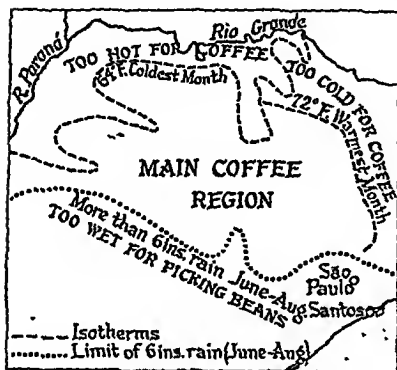 Rio Grande
R. Paraná
TOO HOT FOR COFFEE
64°F. Coldest Month
TOO COLD FOR COFFEE
72°F. Warmest Month
MAIN COFFEE
REGION
More than 6ins. rain June-Aug
TOO WET FOR PICKING BEANS
São
Paulo
Santos
Isotherms
Limit of 6ins. rain (June-Aug)